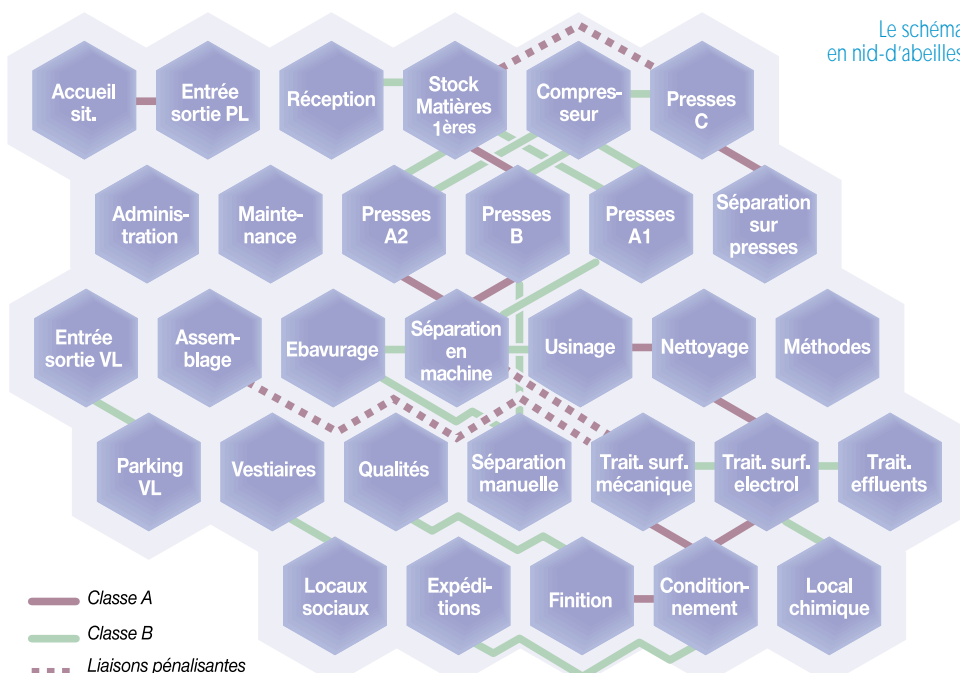 Le schéma
en nid-d'abeilles
Accueil
sit.
Entrée
sortie PL
Réception
Stock
Matières
1ères
Compres-
seur
Presses
C
Adminis-
tration
Mainte-
nance
Presses
A2
Presses
B
Presses
A1
Séparation
sur
presses
Entrée
sortie VL
Assem-
blage
Ebavurage
Séparation
en
machine
Usinage
Nettoyage
Méthodes
Parking
VL
Vestiaires
Qualités
Séparation
manuelle
Trait. surf.
mécanique
Trait. surf.
electrol
Trait.
effluents
Locaux
sociaux
Expédi-
tions
Finition
Condition-
nement
Local
chimique
Classe A
Classe B
Liaisons pénalisantes